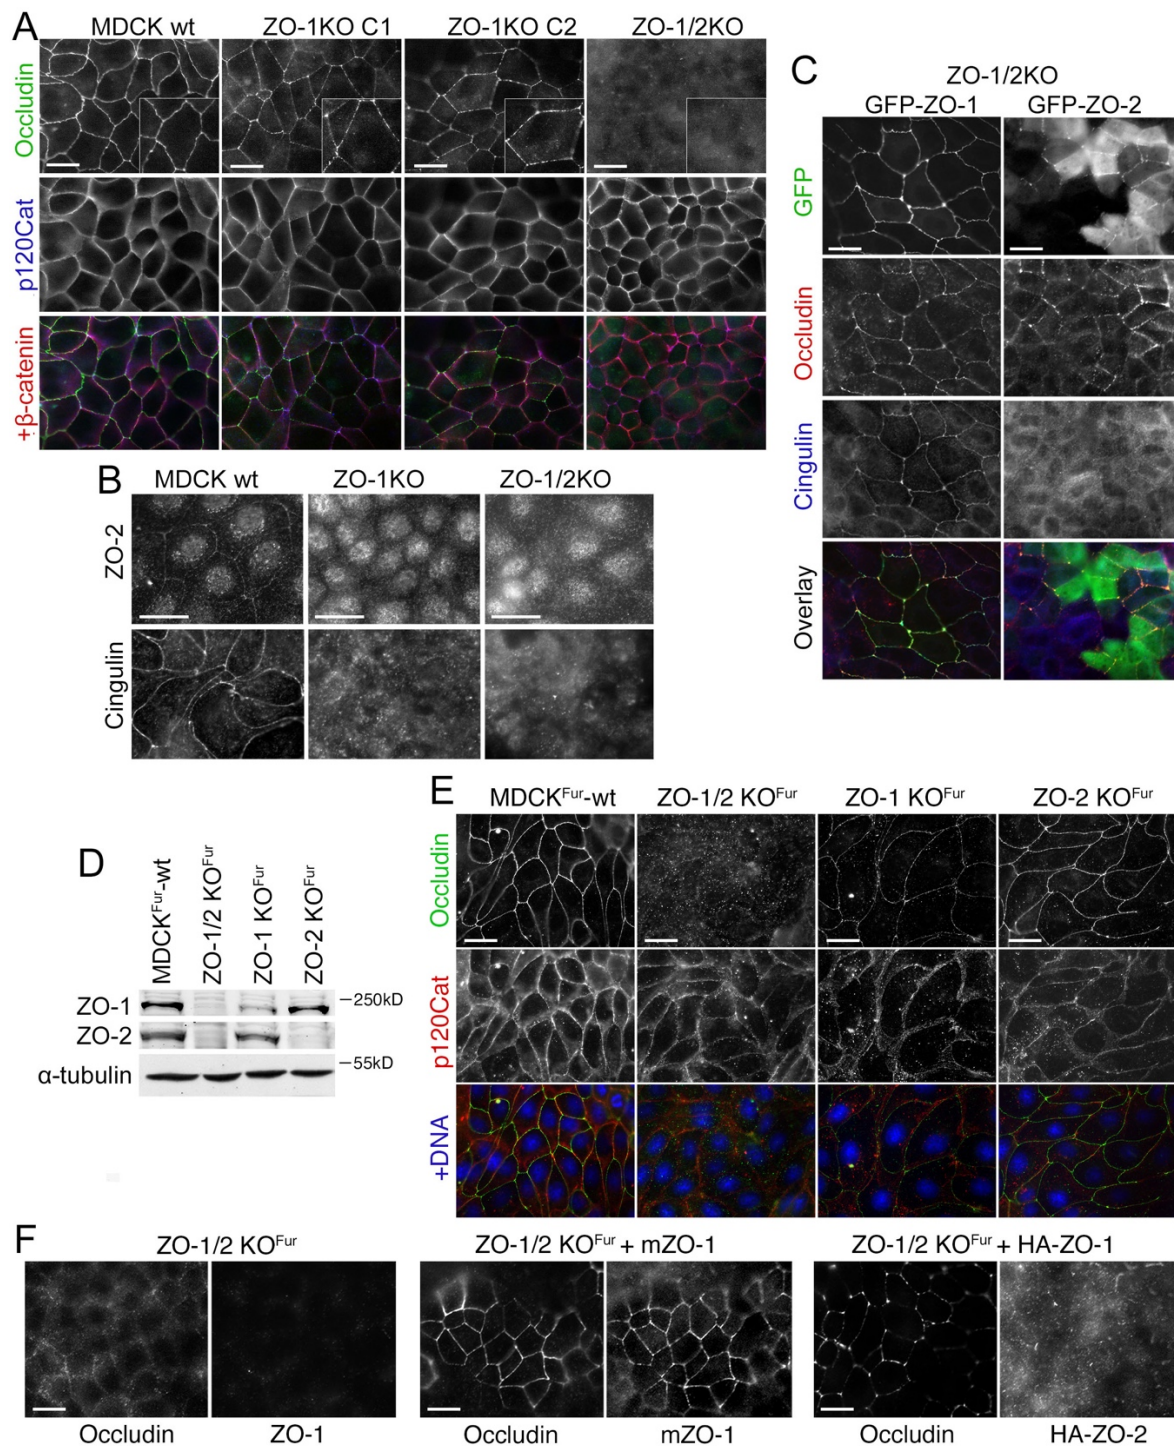 A
MDCK wt ZO-1KO C1 ZO-1KO C2 ZO-1/2KO
Occludin
p120Cat
+β-catenin
B
MDCK wt ZO-1KO ZO-1/2KO
ZO-2
Cingulin
C
ZO-1/2KO
GFP-ZO-1 GFP-ZO-2
GFP
Occludin
Cingulin
Overlay
D
MDCKFur-wt
ZO-1/2 KOFur
ZO-1 KOFur
ZO-2 KOFur
ZO-1
–250kD
ZO-2
–55kD
α-tubulin
E
MDCKFur-wt ZO-1/2 KOFur ZO-1 KOFur ZO-2 KOFur
Occludin
p120Cat
+DNA
F
ZO-1/2 KOFur ZO-1/2 KOFur + mZO-1 ZO-1/2 KOFur + HA-ZO-1
Occludin ZO-1 Occludin mZO-1 Occludin HA-ZO-2